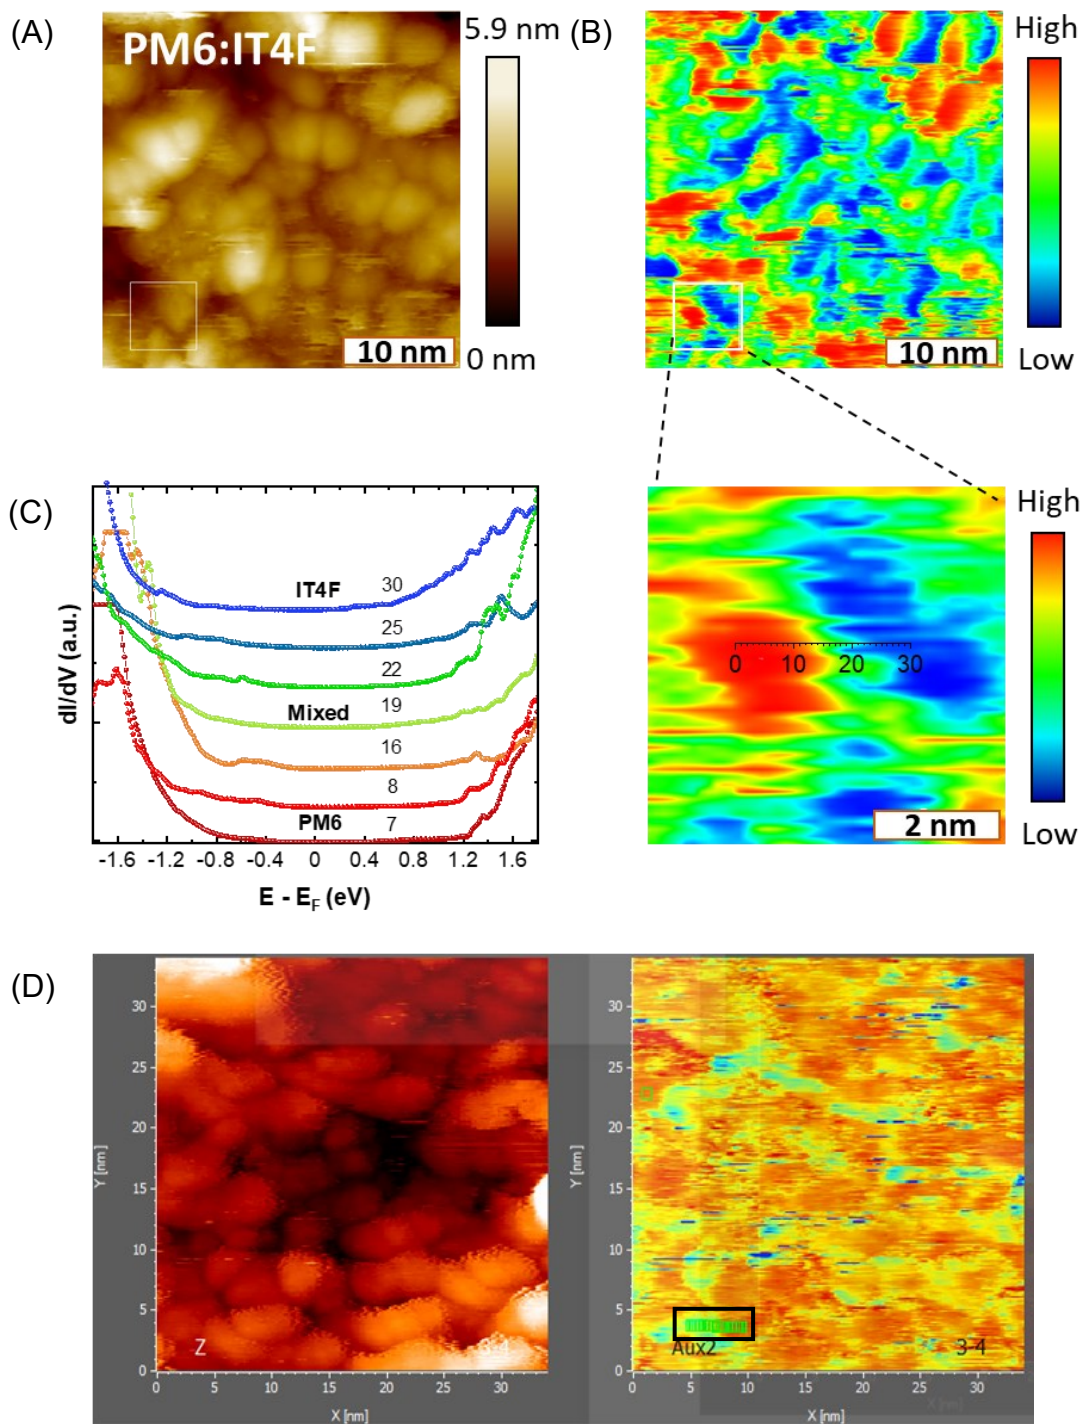 (A)
PM6:IT4F
5.9 nm
0 nm
10 nm
(B)
High
Low
10 nm
(C)
dI/dV (a.u.)
IT4F
30
25
22
Mixed
19
16
8
PM6
7
-1.6 -1.2 -0.8 -0.4 0 0.4 0.8 1.2 1.6
E - EF (eV)
High
Low
0 10 20 30
2 nm
(D)
Y [nm]
30
25
20
15
10
5
0
Z
3-4
0 5 10 15 20 25 30
X [nm]
Y [nm]
30
25
20
15
10
5
0
Aux2
3-4
0 5 10 15 20 25 30
X [nm]